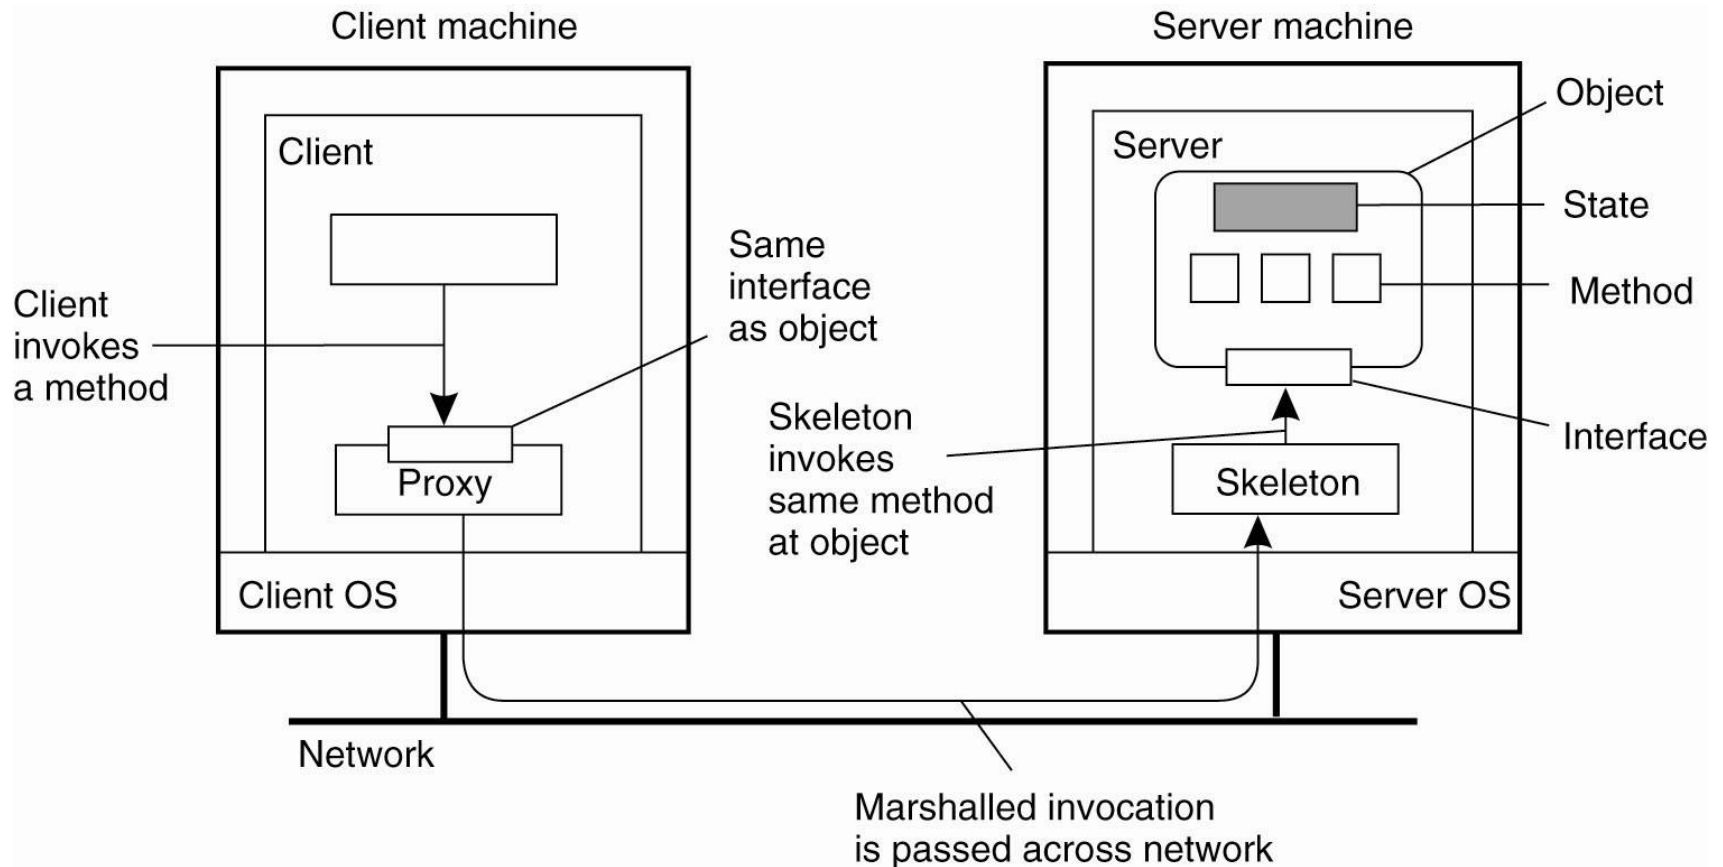 Client machine
Server machine
Object
Client
Server
State
Same
interface
as object
Client
invokes
a method
Method
Skeleton
invokes
same method
at object
Interface
Proxy
Skeleton
Client OS
Server OS
Network
Marshalled invocation
is passed across network